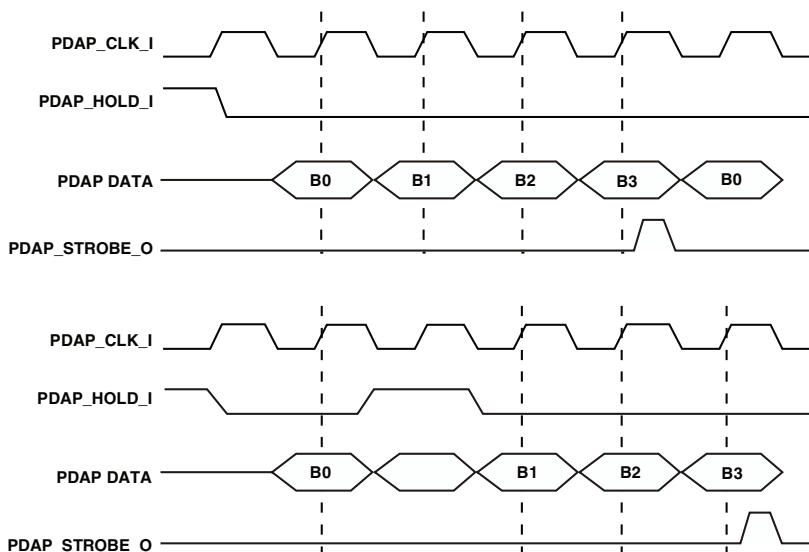 PDAP_CLK_I
PDAP_HOLD_I
PDAP DATA B0 B1 B2 B3 B0
PDAP_STROBE_O
PDAP_CLK_I
PDAP_HOLD_I
PDAP DATA B0 B1 B2 B3
PDAP_STROBE_O